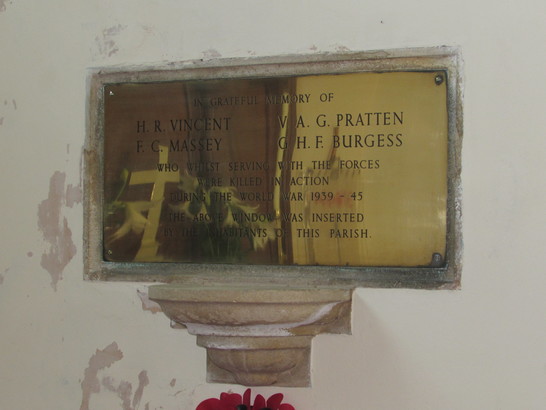 IN GRATEFUL MEMORY OF
H. R. VINCENT V. A. G. PRATTEN
F. C. MASSEY G. H. F. BURGESS
WHO WHILST SERVING WITH THE FORCES
WERE KILLED IN ACTION
DURING THE WORLD WAR 1939 - 45
THE ABOVE WINDOW WAS INSERTED
BY THE INHABITANTS OF THIS PARISH.